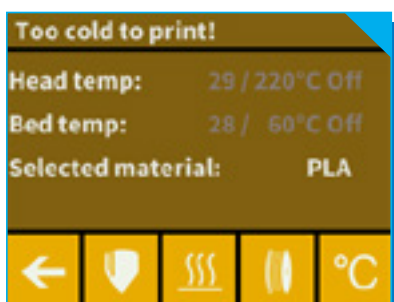 Too cold to print!
Head temp: 29 / 220°C Off
Bed temp: 28 / 60°C Off
Selected material: PLA
°C